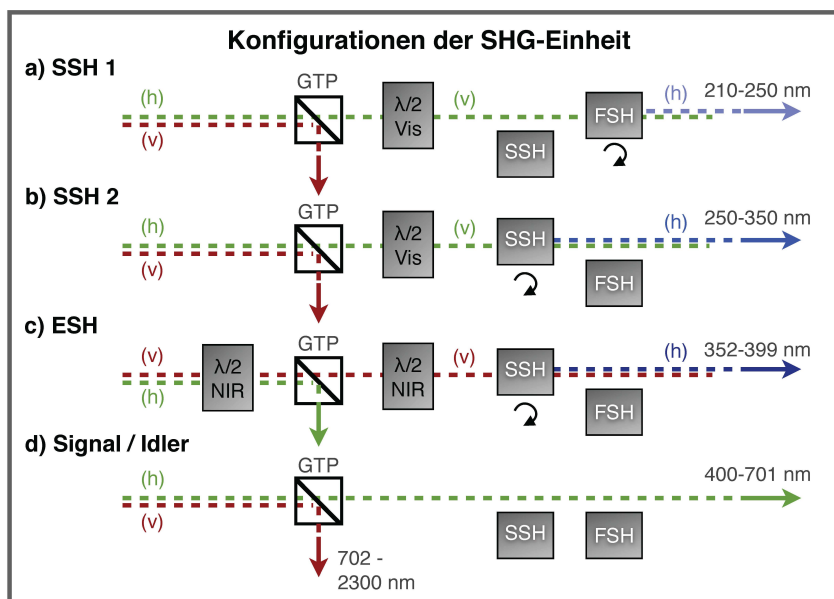 Konfigurationen der SHG-Einheit
a) SSH 1
GTP
(h)
(v)
λ/2
Vis
(v)
SSH
FSH
(h)
210-250 nm
b) SSH 2
GTP
(h)
(v)
λ/2
Vis
(v)
SSH
FSH
(h)
250-350 nm
c) ESH
GTP
(v)
(h)
λ/2
NIR
λ/2
NIR
(v)
SSH
FSH
(h)
352-399 nm
d) Signal / Idler
GTP
(h)
(v)
702 -
2300 nm
SSH
FSH
400-701 nm